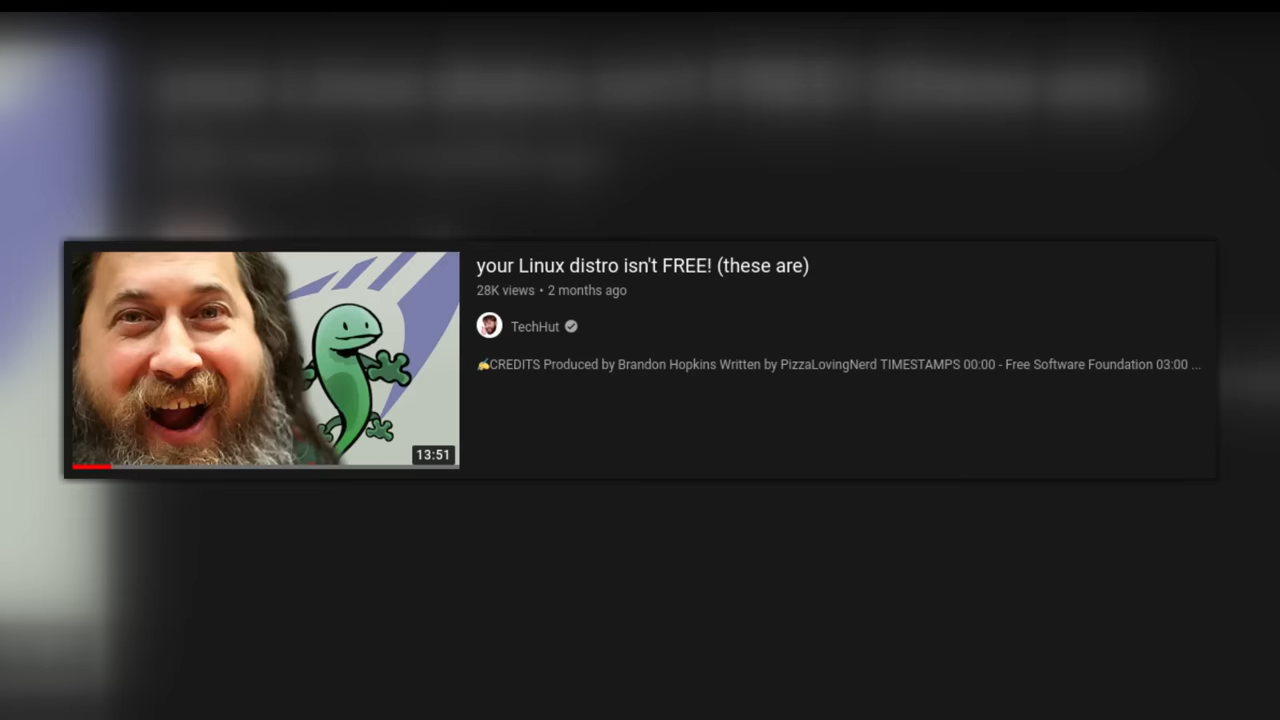 your Linux distro isn't FREE! (these are)
28K views • 2 months ago
TechHut
✍CREDITS Produced by Brandon Hopkins Written by PizzaLovingNerd TIMESTAMPS 00:00 - Free Software Foundation 03:00 ...
13:51